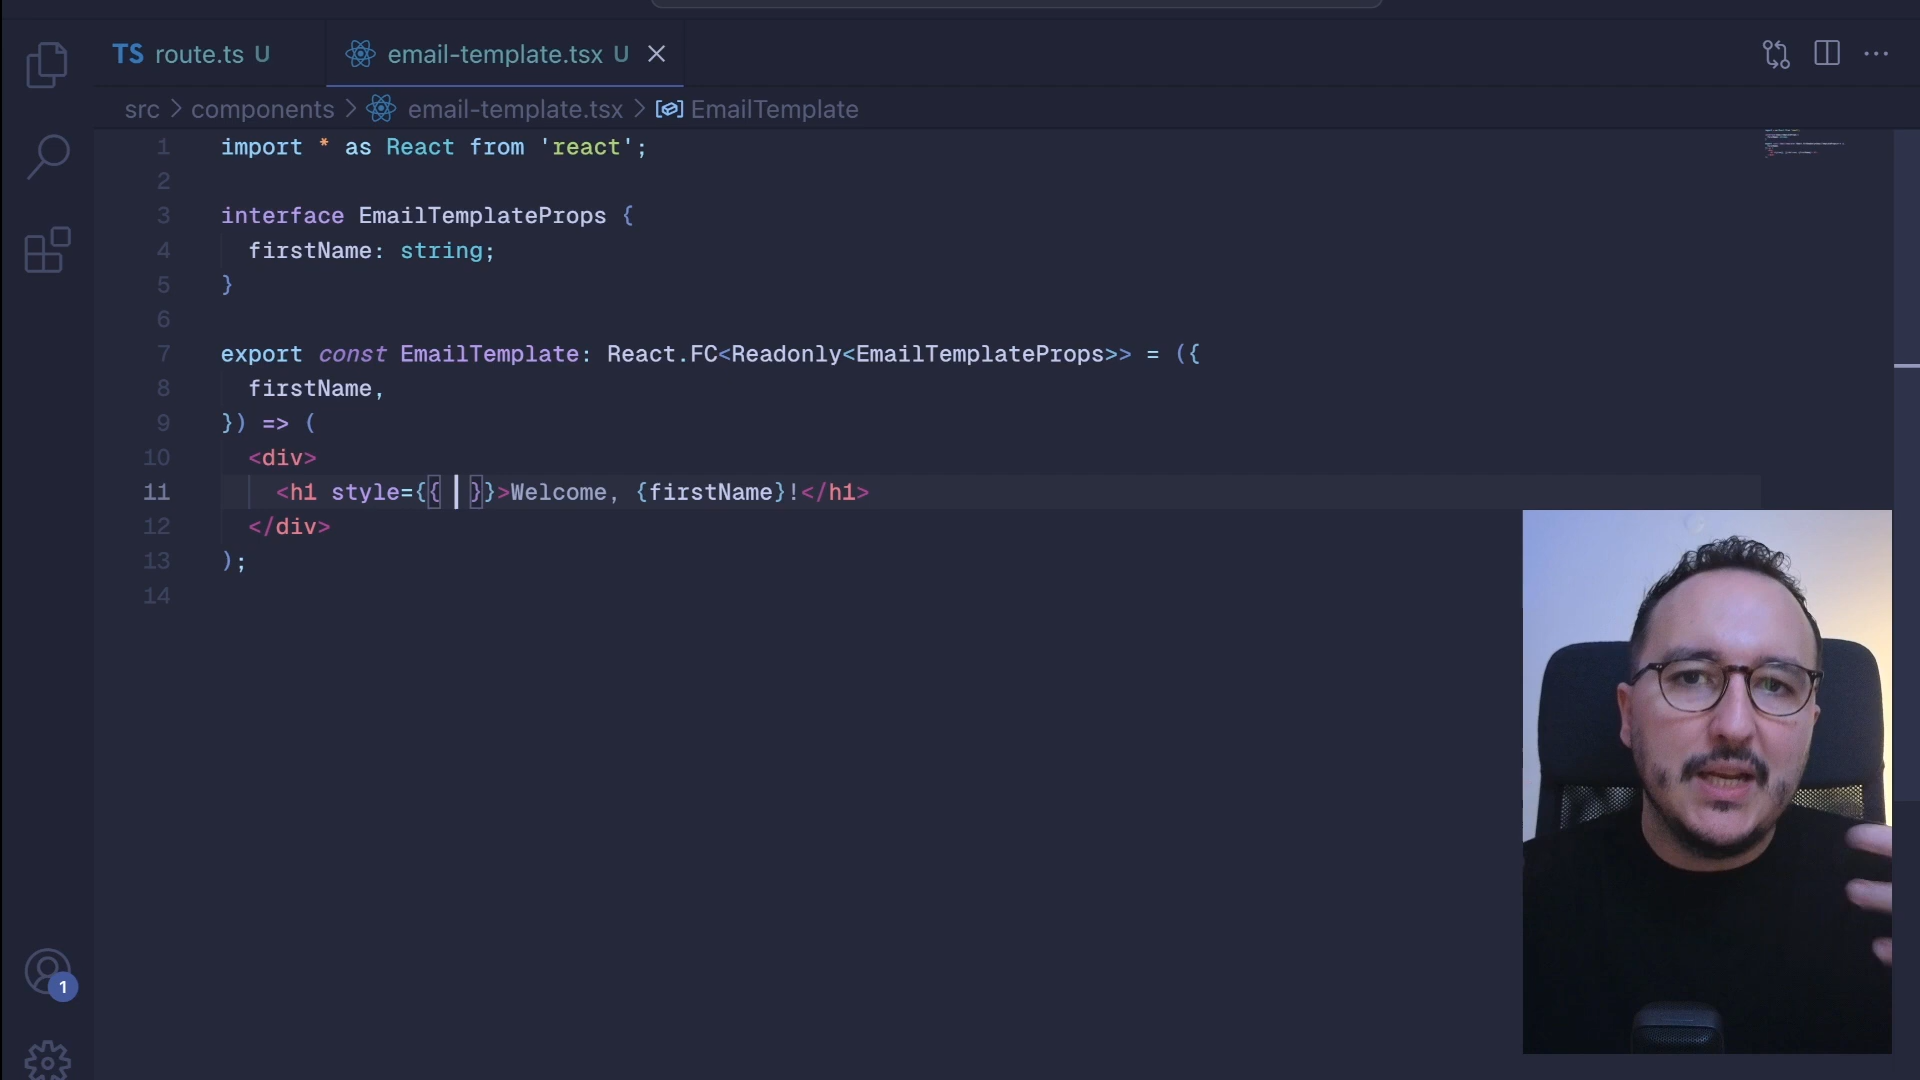 TS route.ts U
email-template.tsx U
src > components > email-template.tsx > EmailTemplate
1 import * as React from 'react';
2
3 interface EmailTemplateProps {
4 firstName: string;
5 }
6
7 export const EmailTemplate: React.FC<Readonly<EmailTemplateProps>> = ({
8 firstName,
9 }) => (
10 <div>
11 <h1 style={{ }}>Welcome, {firstName}!</h1>
12 </div>
13 );
14
1